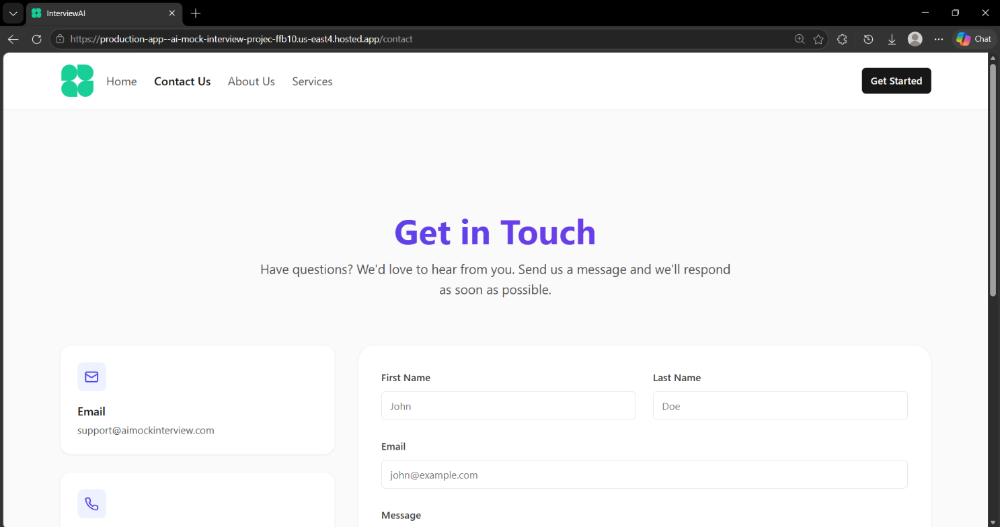 InterviewAI
https://production-app--ai-mock-interview-projec-ffb10.us-east4.hosted.app/contact
Chat
Home Contact Us About Us Services
Get Started
Get in Touch
Have questions? We'd love to hear from you. Send us a message and we'll respond
as soon as possible.
Email
support@aimockinterview.com
First Name
John
Last Name
Doe
Email
john@example.com
Message